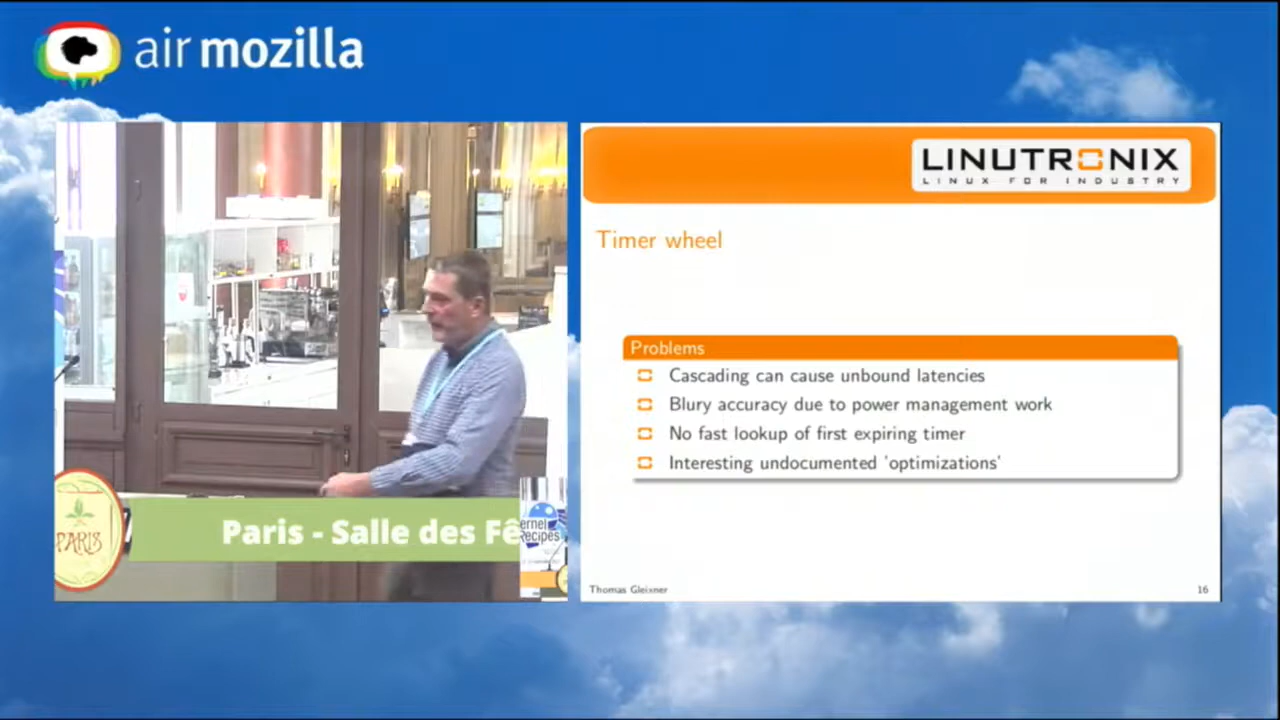 air mozilla
LINUTRONIX
LINUX FOR INDUSTRY
Timer wheel
Problems
Cascading can cause unbound latencies
Blury accuracy due to power management work
No fast lookup of first expiring timer
Interesting undocumented 'optimizations'
PARIS
Paris - Salle des Fê
ernel
Recipes
Thomas Gleixner
16